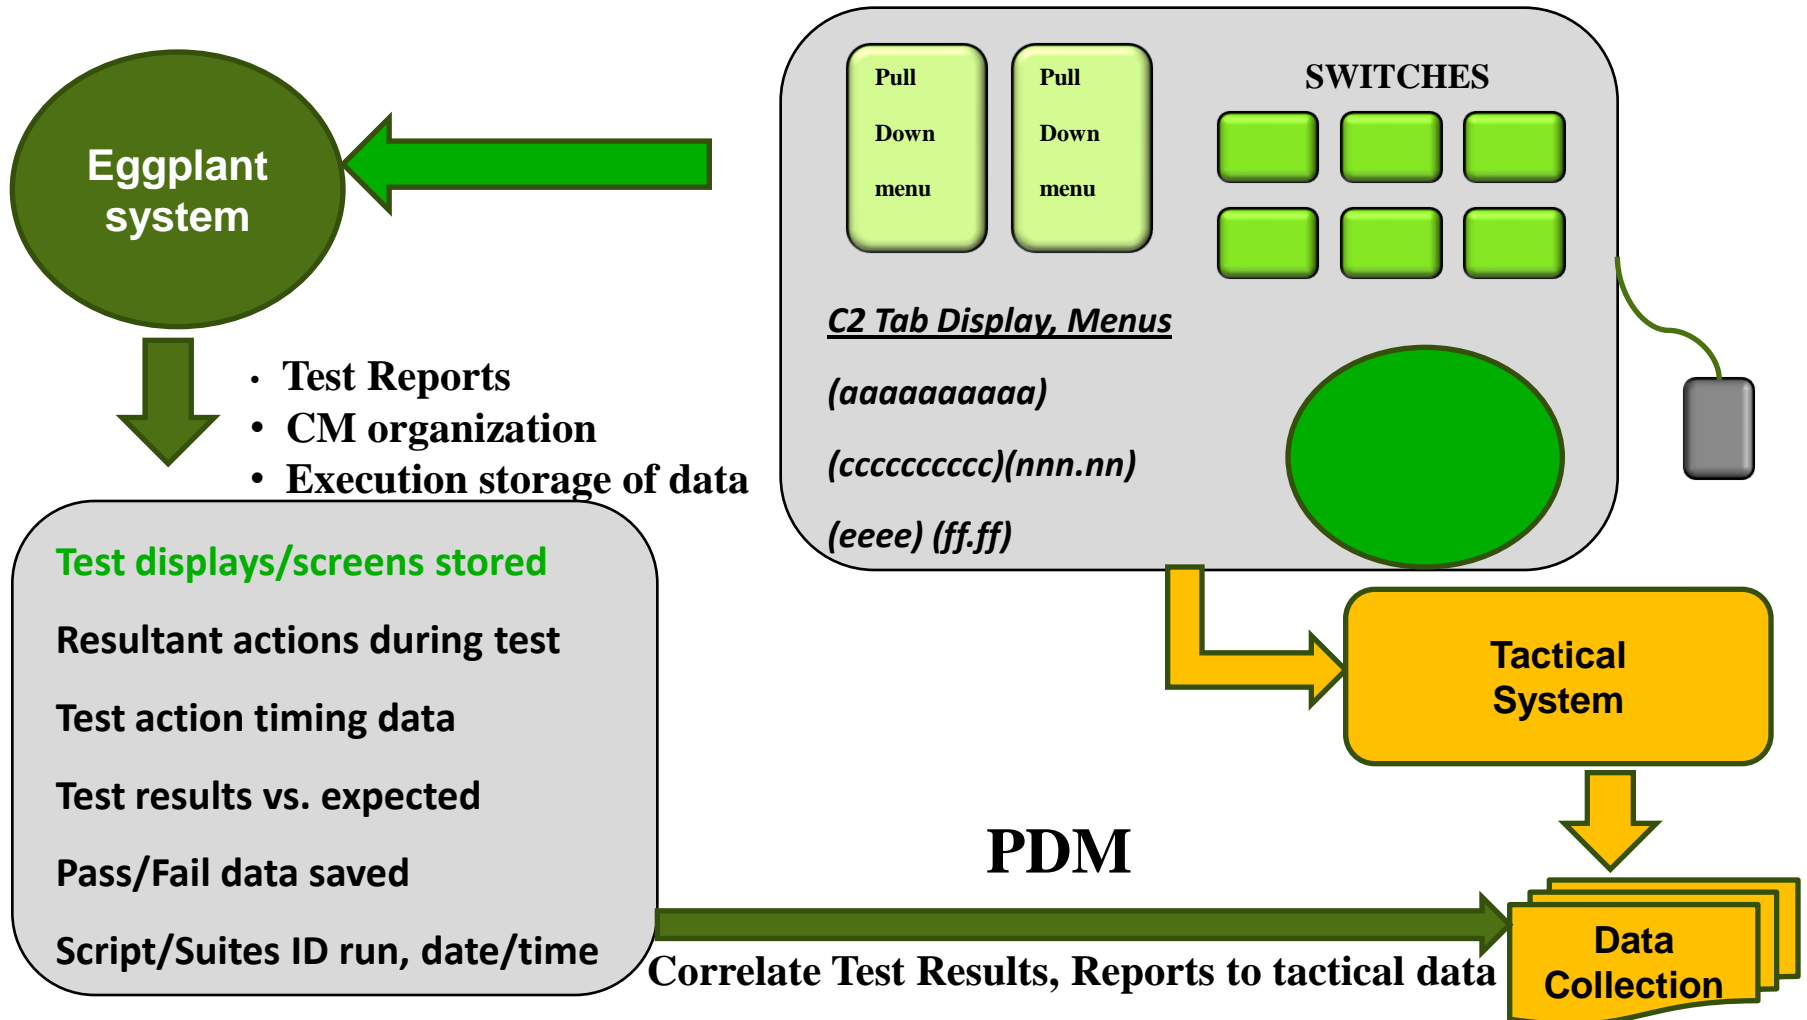 Eggplant
system
Pull
Down
menu
Pull
Down
menu
SWITCHES
C2 Tab Display, Menus
(aaaaaaaaaa)
(cccccccccc)(nnn.nn)
(eeee) (ff.ff)
• Test Reports
• CM organization
• Execution storage of data
Test displays/screens stored
Resultant actions during test
Test action timing data
Test results vs. expected
Pass/Fail data saved
Script/Suites ID run, date/time
Tactical
System
PDM
Correlate Test Results, Reports to tactical data
Data
Collection